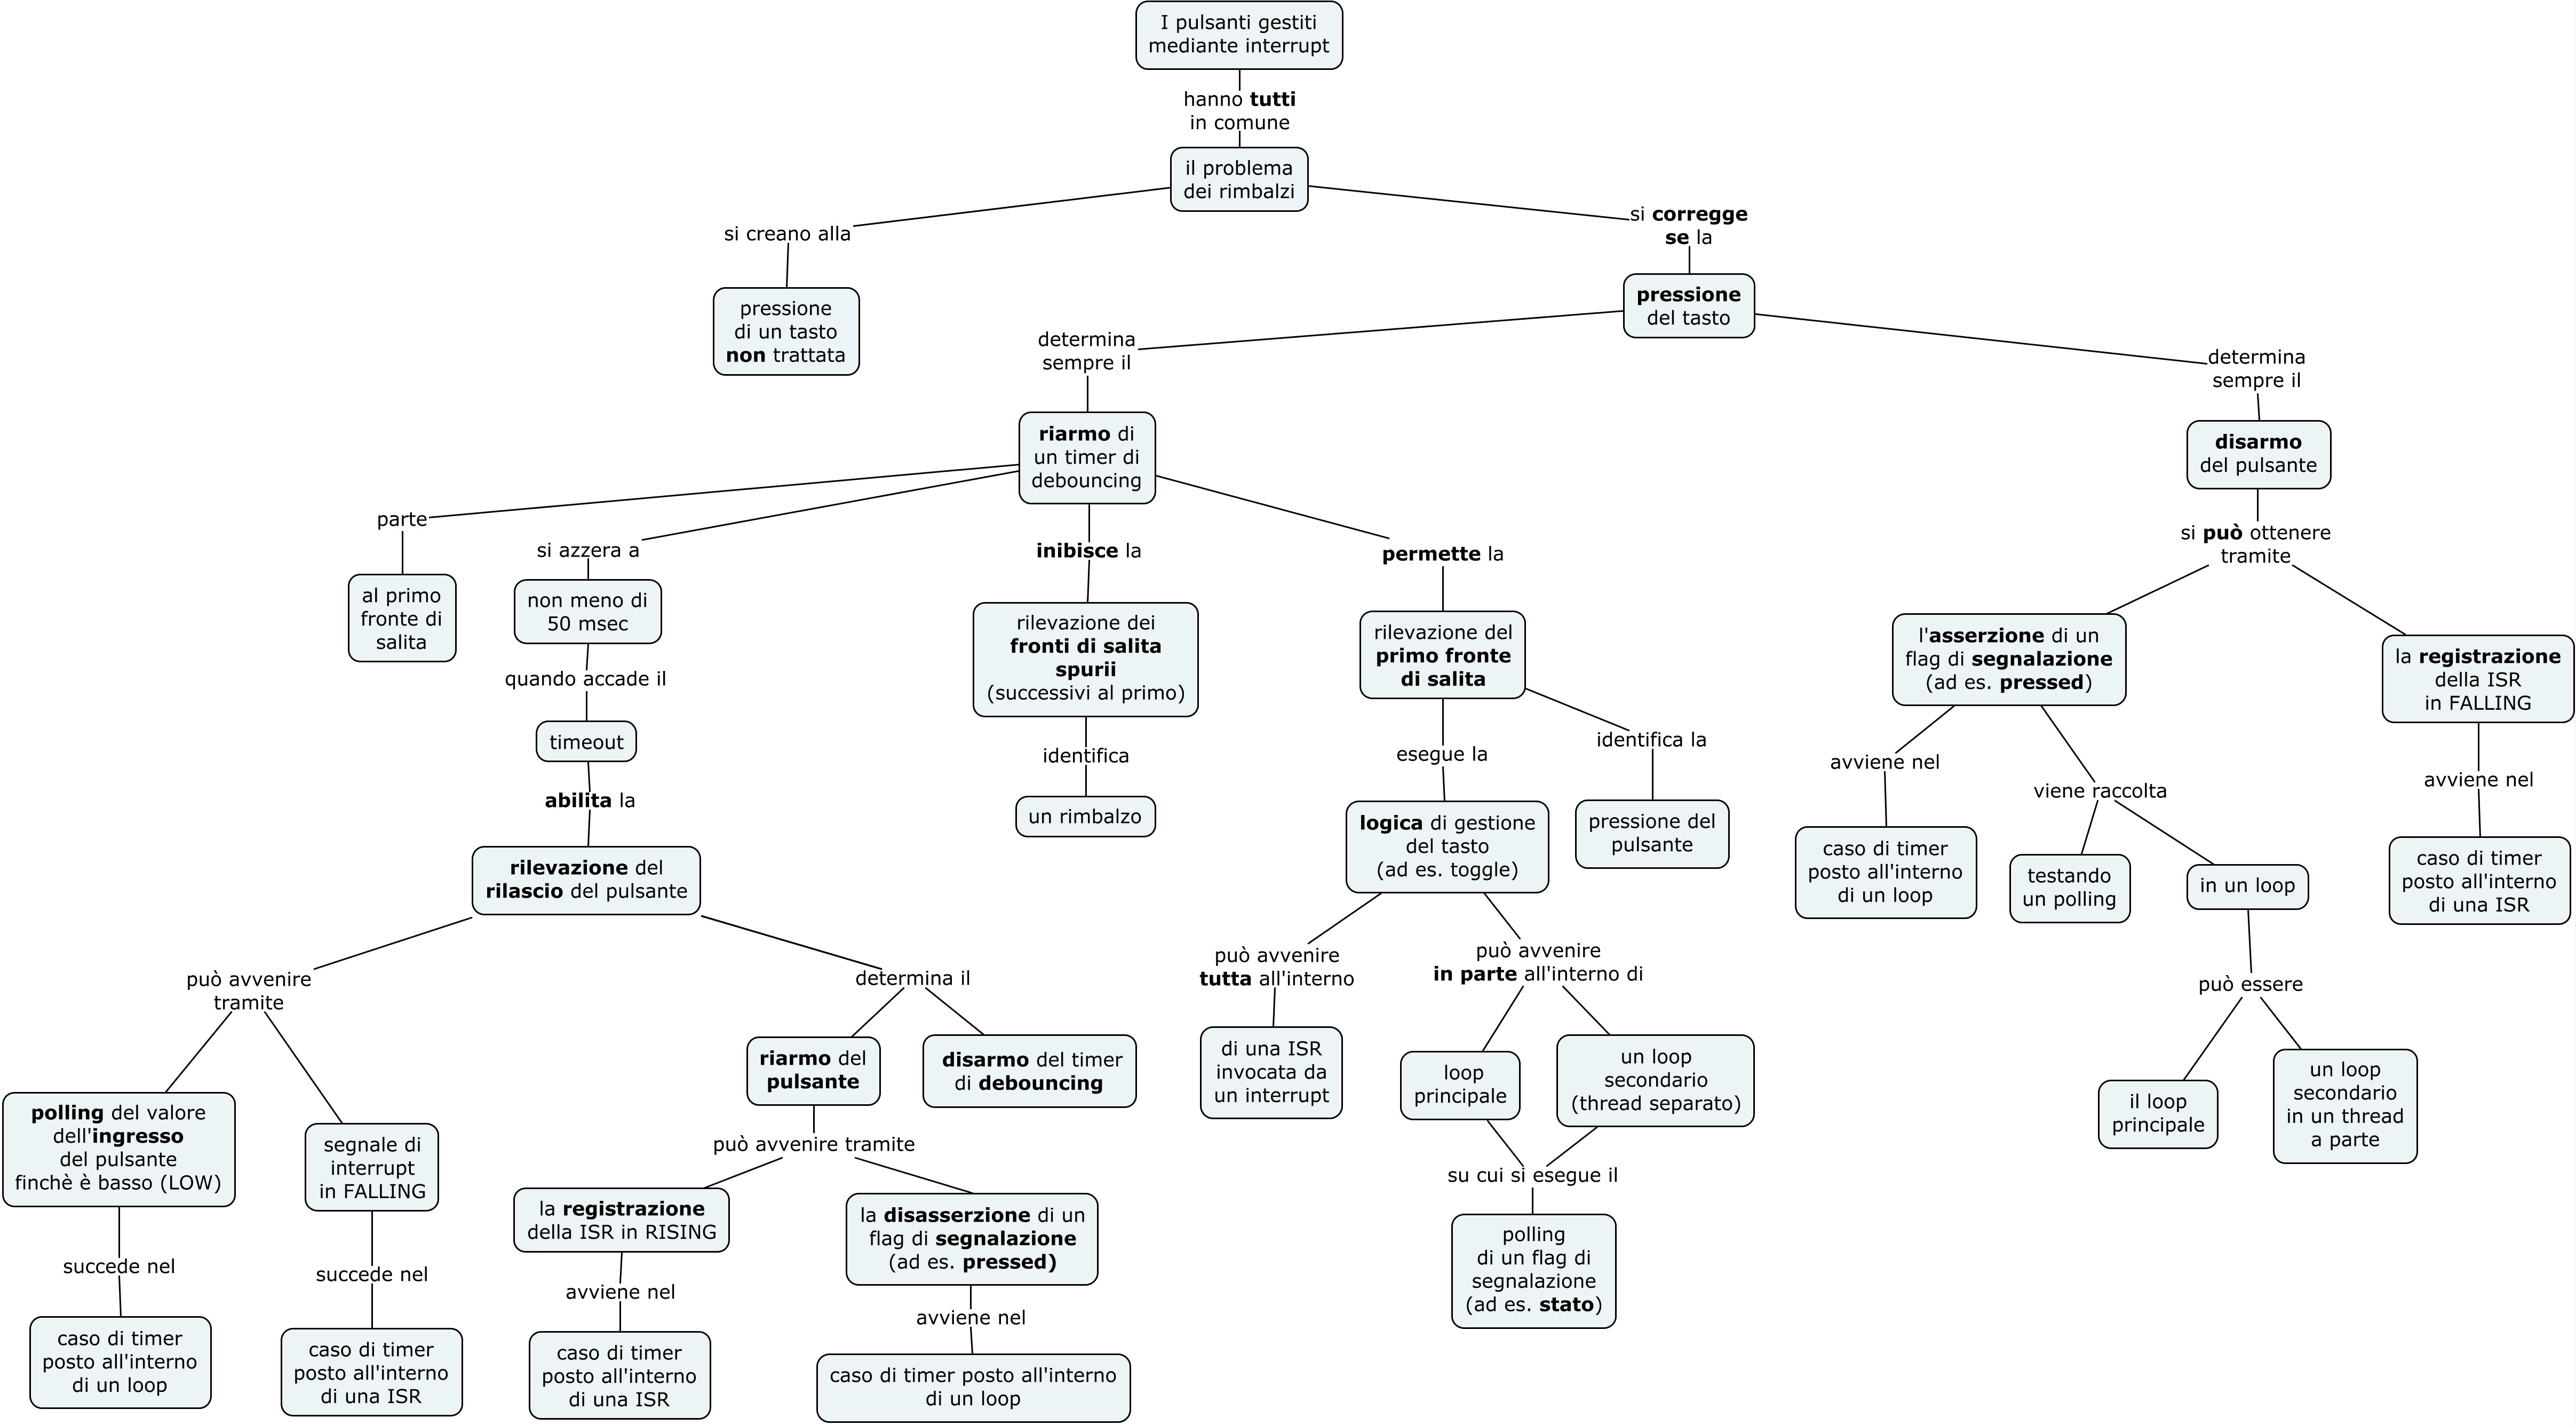 I pulsanti gestiti
mediante interrupt
hanno tutti
in comune
il problema
dei rimbalzi
si creano alla
pressione
di un tasto
non trattata
si corregge
se la
pressione
del tasto
determina
sempre il
riarmo di
un timer di
debouncing
parte
al primo
fronte di
salita
si azzera a
non meno di
50 msec
quando accade il
timeout
abilita la
rilevazione del
rilascio del pulsante
può avvenire
tramite
polling del valore
dell'ingresso
del pulsante
finchè è basso (LOW)
succede nel
caso di timer
posto all'interno
di un loop
segnale di
interrupt
in FALLING
succede nel
caso di timer
posto all'interno
di una ISR
determina il
riarmo del
pulsante
può avvenire tramite
la registrazione
della ISR in RISING
avviene nel
caso di timer
posto all'interno
di una ISR
la disasserzione di un
flag di segnalazione
(ad es. pressed)
avviene nel
caso di timer posto all'interno
di un loop
disarmo del timer
di debouncing
inibisce la
rilevazione dei
fronti di salita
spurii
(successivi al primo)
identifica
un rimbalzo
permette la
rilevazione del
primo fronte
di salita
esegue la
logica di gestione
del tasto
(ad es. toggle)
può avvenire
tutta all'interno
di una ISR
invocata da
un interrupt
può avvenire
in parte all'interno di
loop
principale
un loop
secondario
(thread separato)
su cui si esegue il
polling
di un flag di
segnalazione
(ad es. stato)
identifica la
pressione del
pulsante
determina
sempre il
disarmo
del pulsante
si può ottenere
tramite
l'asserzione di un
flag di segnalazione
(ad es. pressed)
avviene nel
caso di timer
posto all'interno
di un loop
viene raccolta
testando
un polling
in un loop
può essere
il loop
principale
un loop
secondario
in un thread
a parte
la registrazione
della ISR
in FALLING
avviene nel
caso di timer
posto all'interno
di una ISR